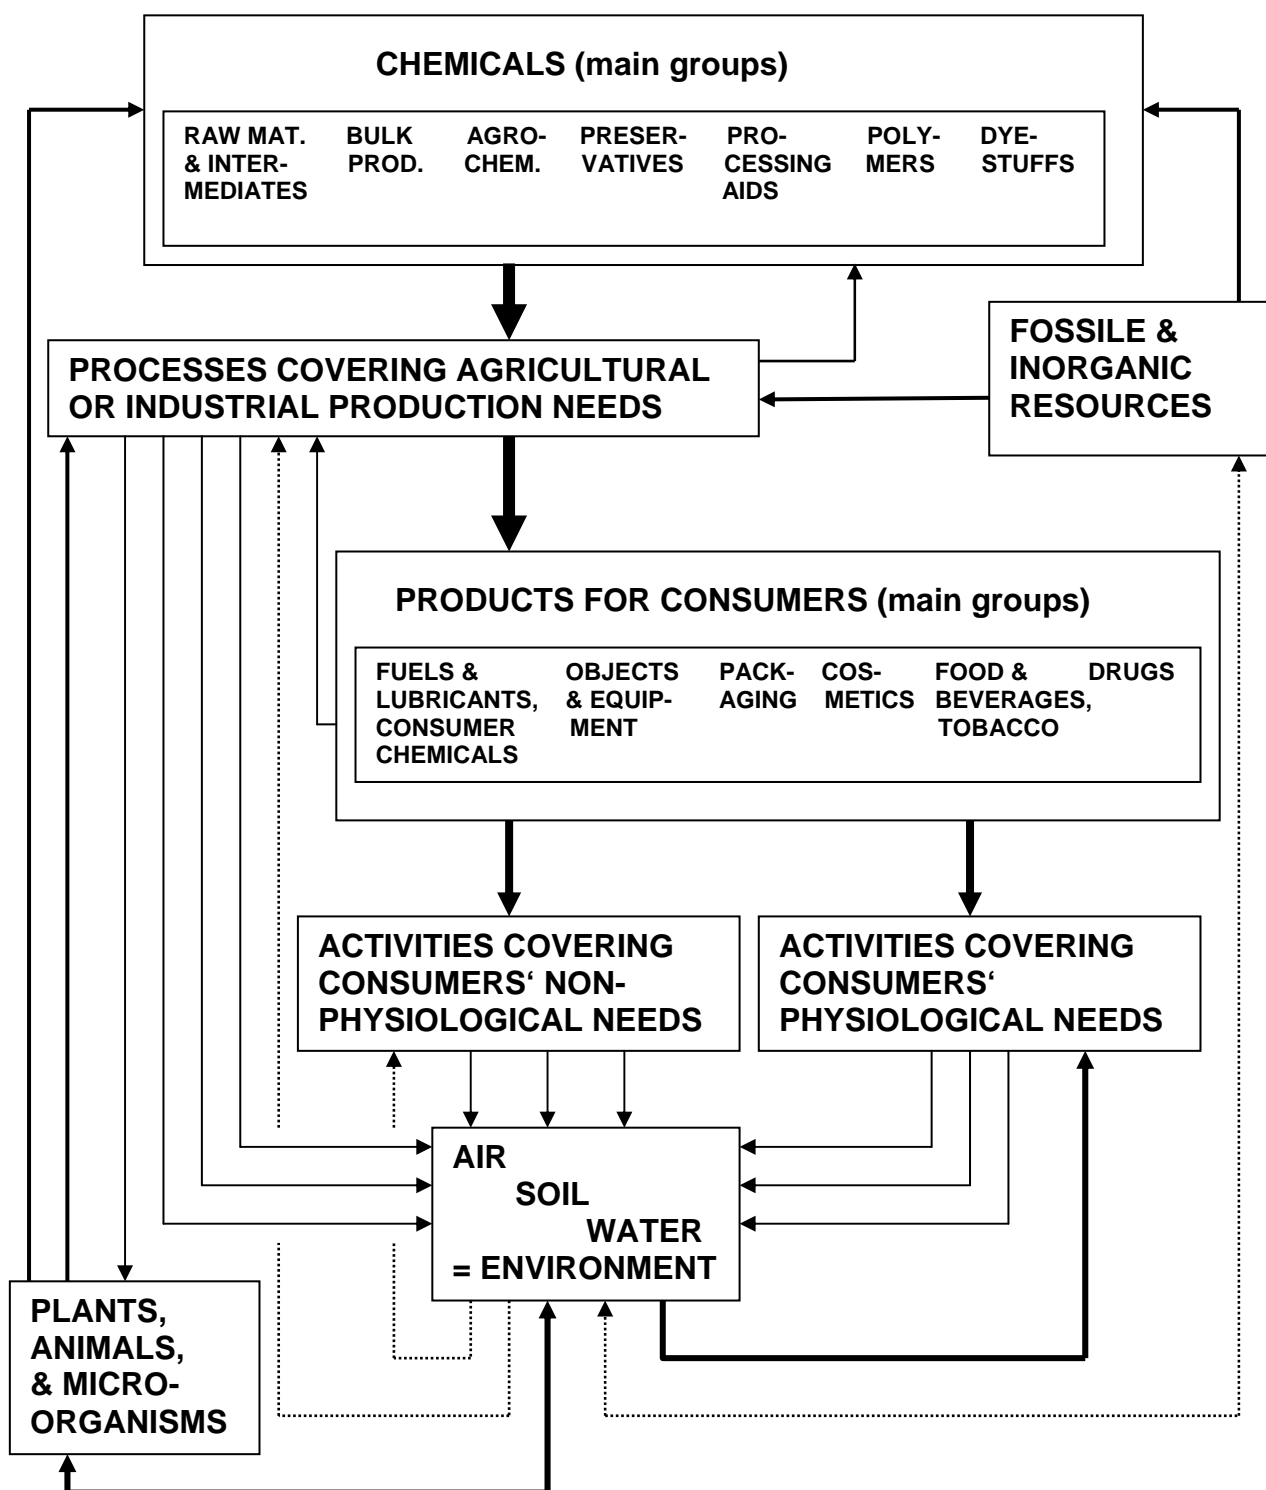 CHEMICALS (main groups)
RAW MAT.
& INTER-
MEDIATES
BULK
PROD.
AGRO-
CHEM.
PRESER-
VATIVES
PRO-
CESSING
AIDS
POLY-
MERS
DYE-
STUFFS
FOSSILE &
INORGANIC
RESOURCES
PROCESSES COVERING AGRICULTURAL
OR INDUSTRIAL PRODUCTION NEEDS
PRODUCTS FOR CONSUMERS (main groups)
FUELS &
LUBRICANTS,
CONSUMER
CHEMICALS
OBJECTS
& EQUIP-
MENT
PACK-
AGING
COS-
METICS
FOOD &
BEVERAGES,
TOBACCO
DRUGS
ACTIVITIES COVERING
CONSUMERS‘ NON-
PHYSIOLOGICAL NEEDS
ACTIVITIES COVERING
CONSUMERS‘
PHYSIOLOGICAL NEEDS
AIR
SOIL
WATER
= ENVIRONMENT
PLANTS,
ANIMALS,
& MICRO-
ORGANISMS